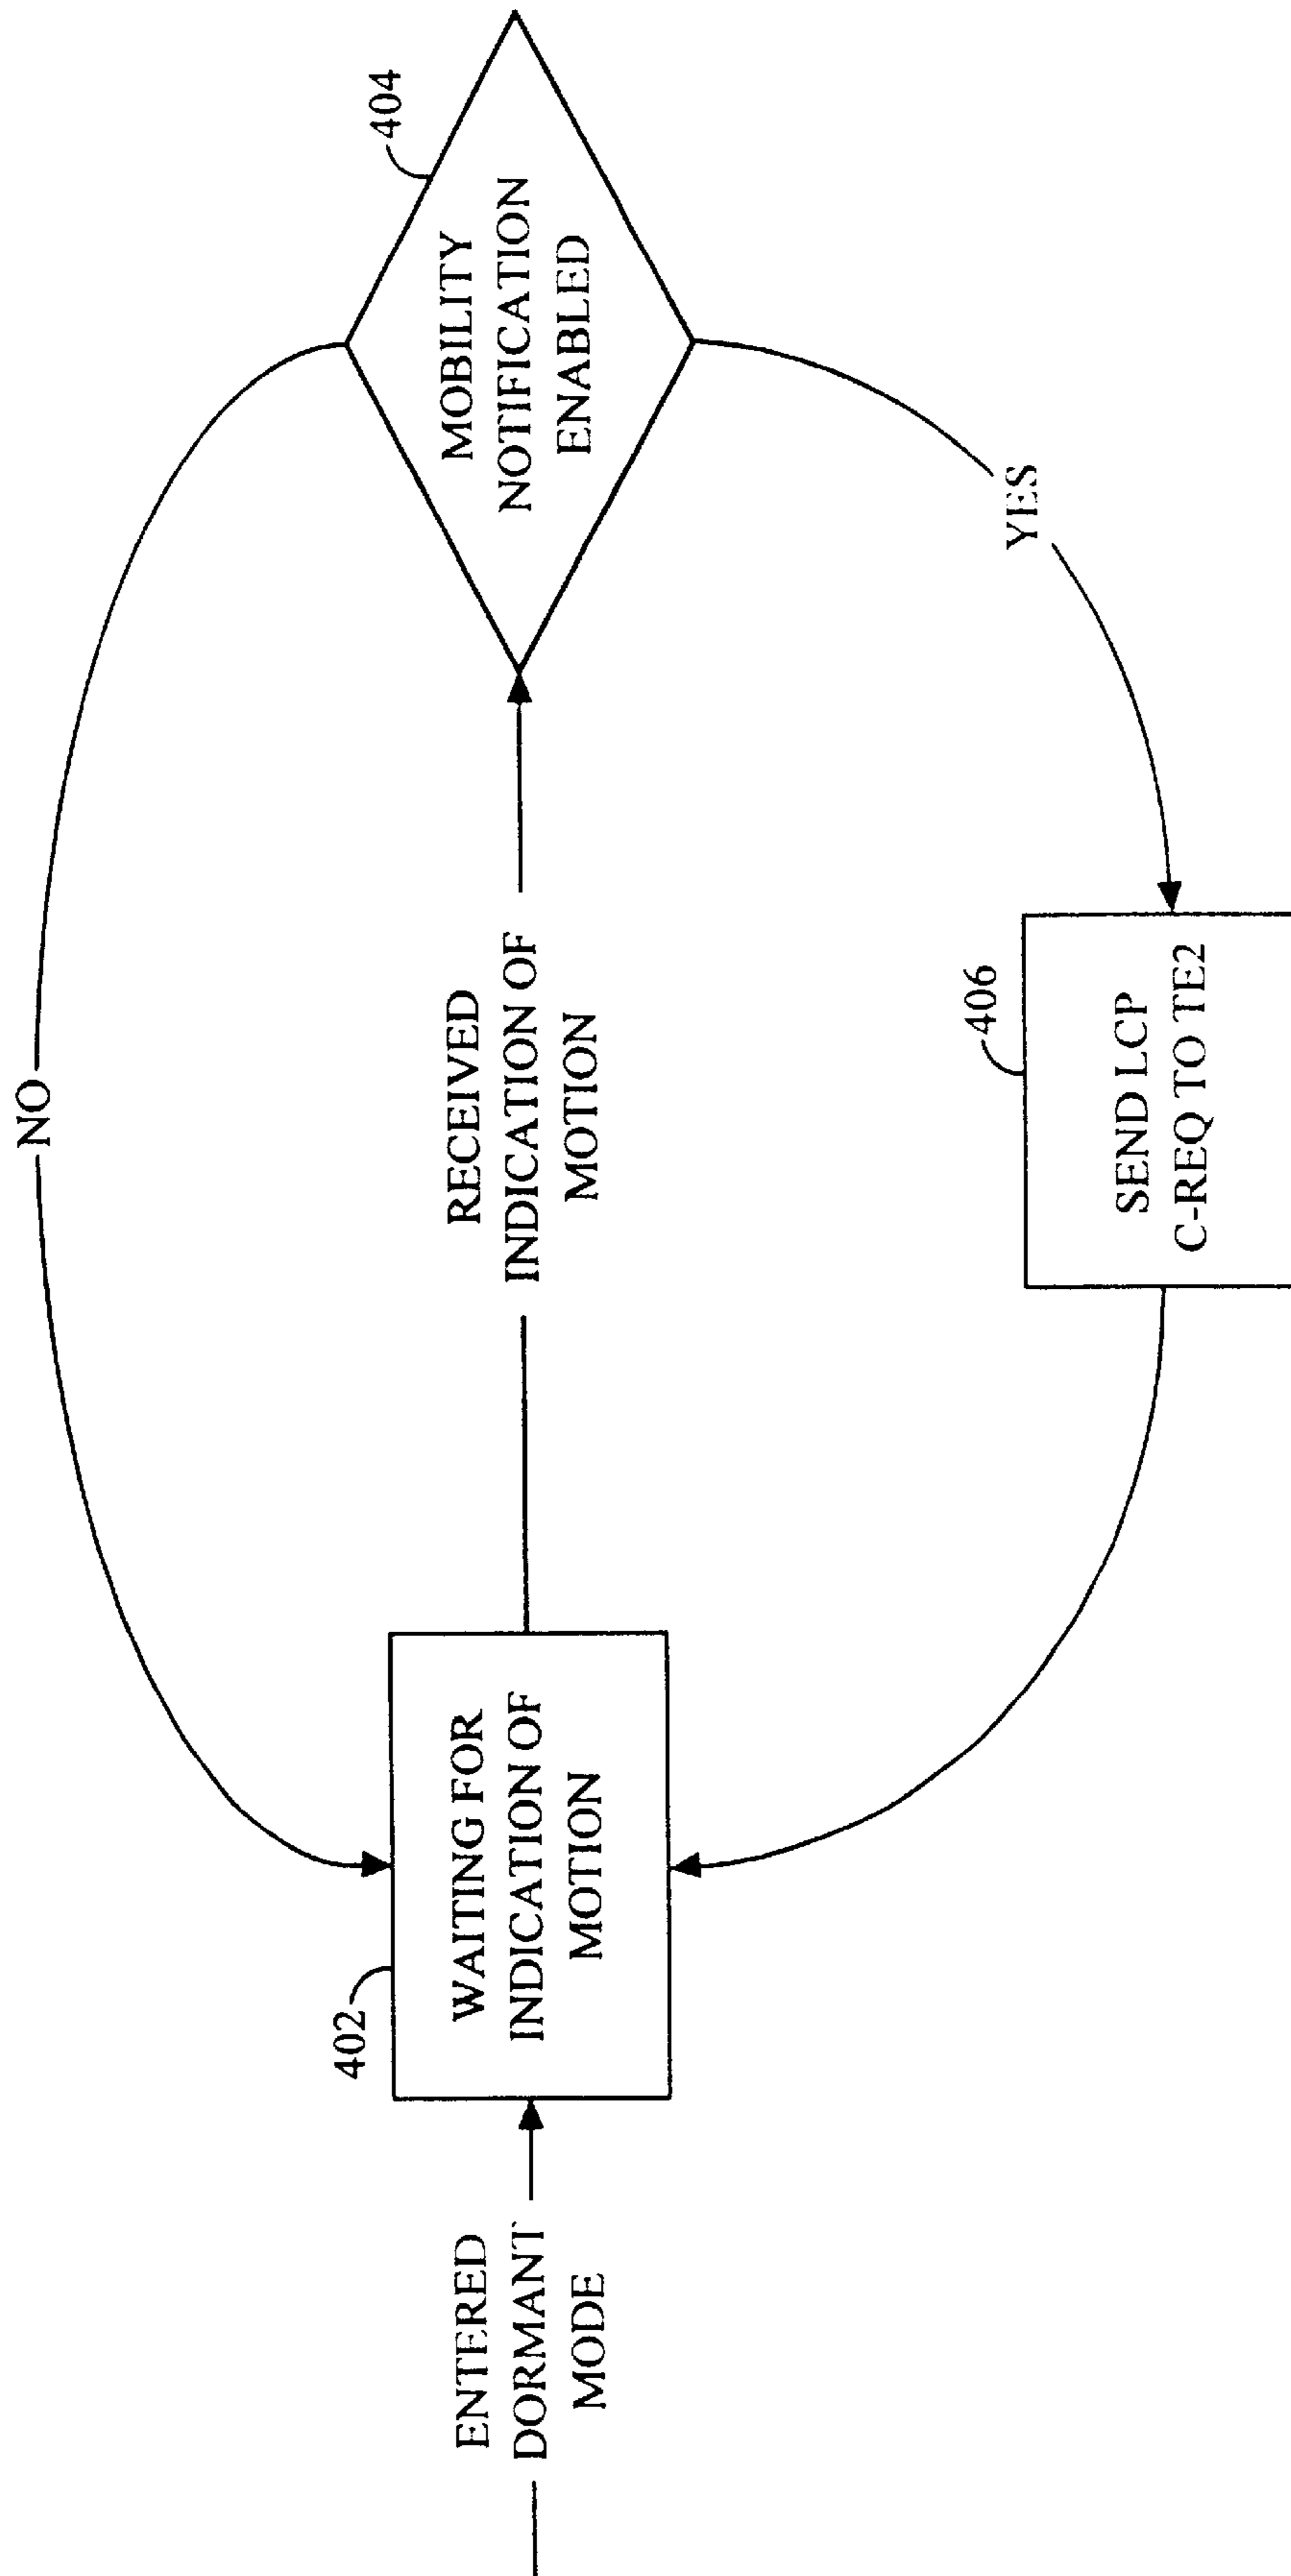 ENTERED
DORMANT
MODE
402
WAITING FOR
INDICATION OF
MOTION
NO
RECEIVED
INDICATION OF
MOTION
404
MOBILITY
NOTIFICATION
ENABLED
YES
406
SEND LCP
C-REQ TO TE2